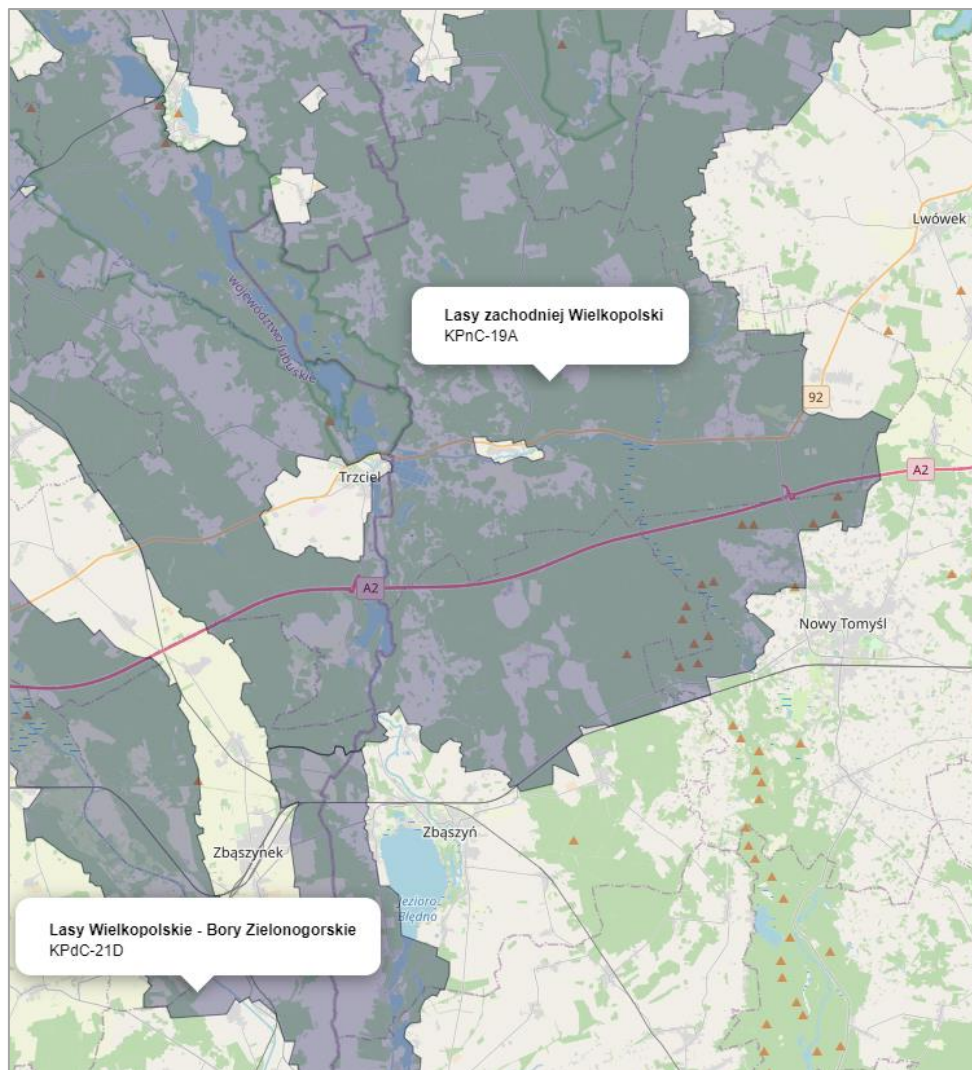 Lwówek
województwo lubuskie
Lasy zachodniej Wielkopolski
KPnC-19A
92
Trzciel
A2
A2
Nowy Tomyśl
Zbąszyń
Zbąszynek
Jezioro
Błędno
Lasy Wielkopolskie - Bory Zielonogorskie
KPdC-21D